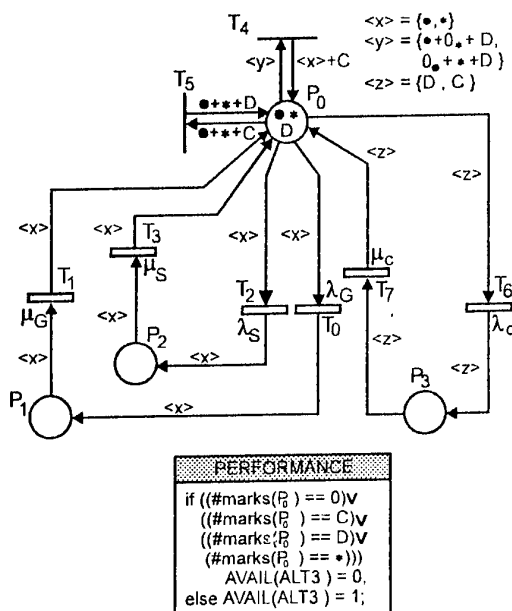 T4
<x> = {●,*}
<y> = {●+0*+D,
0●+*+D}
<z> = {D, C}
<y>
<x>+C
T5
●+*+D
●+*+C
P0
● *
D
<z>
<z>
<x>
<x>
<x>
<x>
T3
μS
μC
T1
μG
T2
λS
λG
T0
T7
T6
λC
<x>
<x>
P2
<x>
<z>
<z>
P3
P1
<x>
PERFORMANCE
if ((#marks(P0) == 0)v
((#marks(P0) == C)v
((#marks(P0) == D)v
(#marks(P0) == *)))
AVAIL(ALT3) = 0,
else AVAIL(ALT3) = 1;